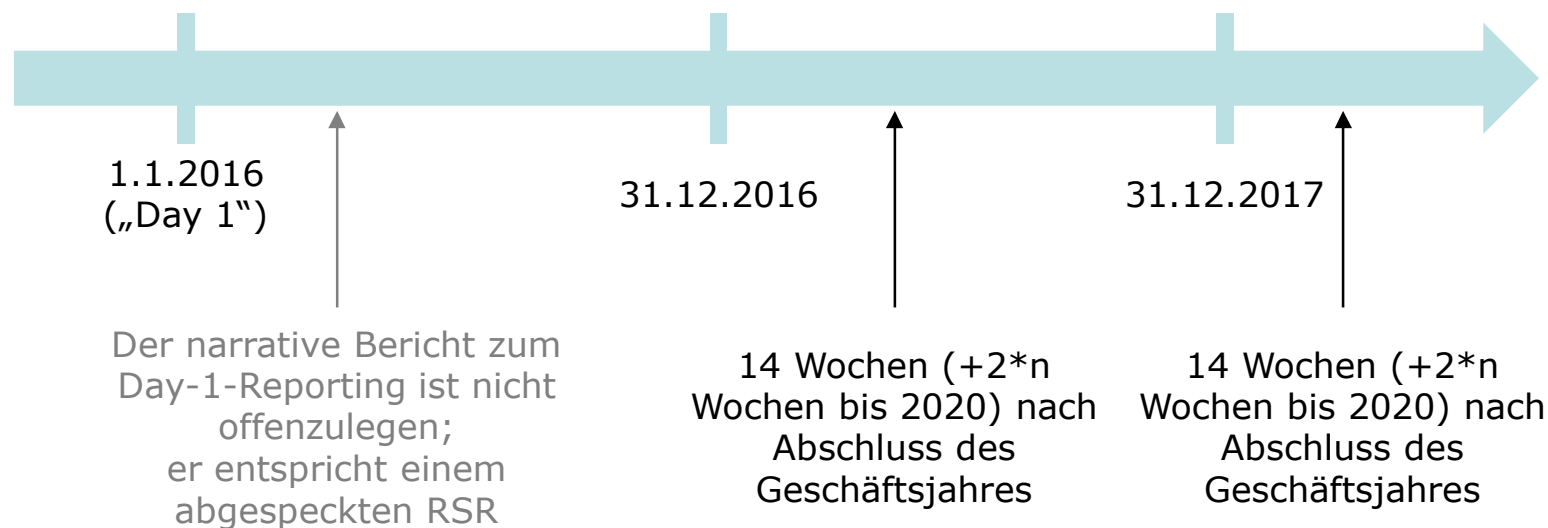 1.1.2016
(„Day 1“)
31.12.2016
31.12.2017
Der narrative Bericht zum
Day-1-Reporting ist nicht
offenzulegen;
er entspricht einem
abgespeckten RSR
14 Wochen (+2*n
Wochen bis 2020) nach
Abschluss des
Geschäftsjahres
14 Wochen (+2*n
Wochen bis 2020) nach
Abschluss des
Geschäftsjahres